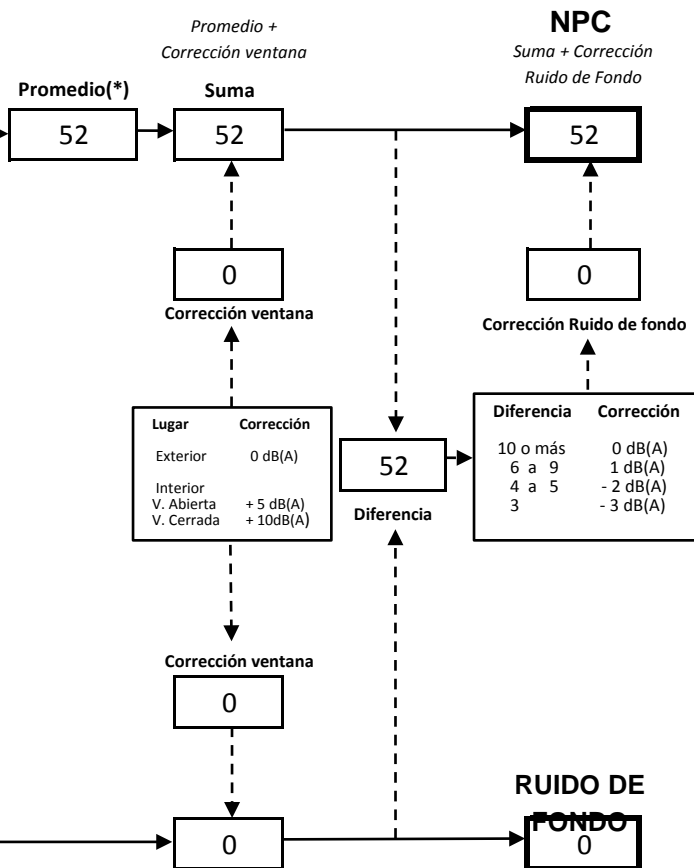 Promedio +
Corrección ventana
NPC
Suma + Corrección
Ruido de Fondo
Promedio(*)
Suma
52
52
52
0
0
Corrección ventana
Corrección Ruido de fondo
Lugar Corrección
Exterior 0 dB(A)
Interior
V. Abierta + 5 dB(A)
V. Cerrada + 10dB(A)
52
Diferencia
Diferencia Corrección
10 o más 0 dB(A)
6 a 9 1 dB(A)
4 a 5 - 2 dB(A)
3 - 3 dB(A)
Corrección ventana
0
RUIDO DE
FONDO
0
0